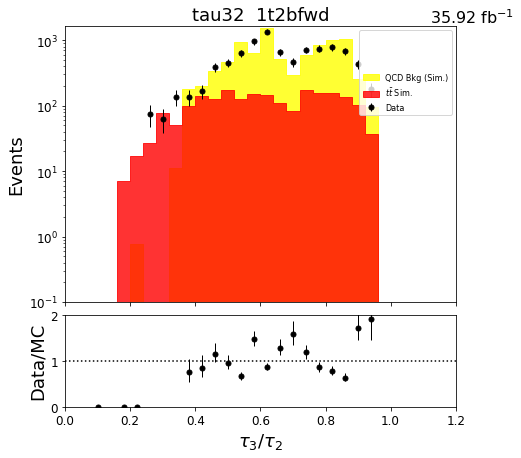 tau32 1t2bfwd
35.92 fb⁻¹
QCD Bkg (Sim.)
tt̄ Sim.
Data
Events
10³
10²
10¹
10⁰
10⁻¹
Data/MC
2
1
0
0.0 0.2 0.4 0.6 0.8 1.0 1.2
τ₃/τ₂